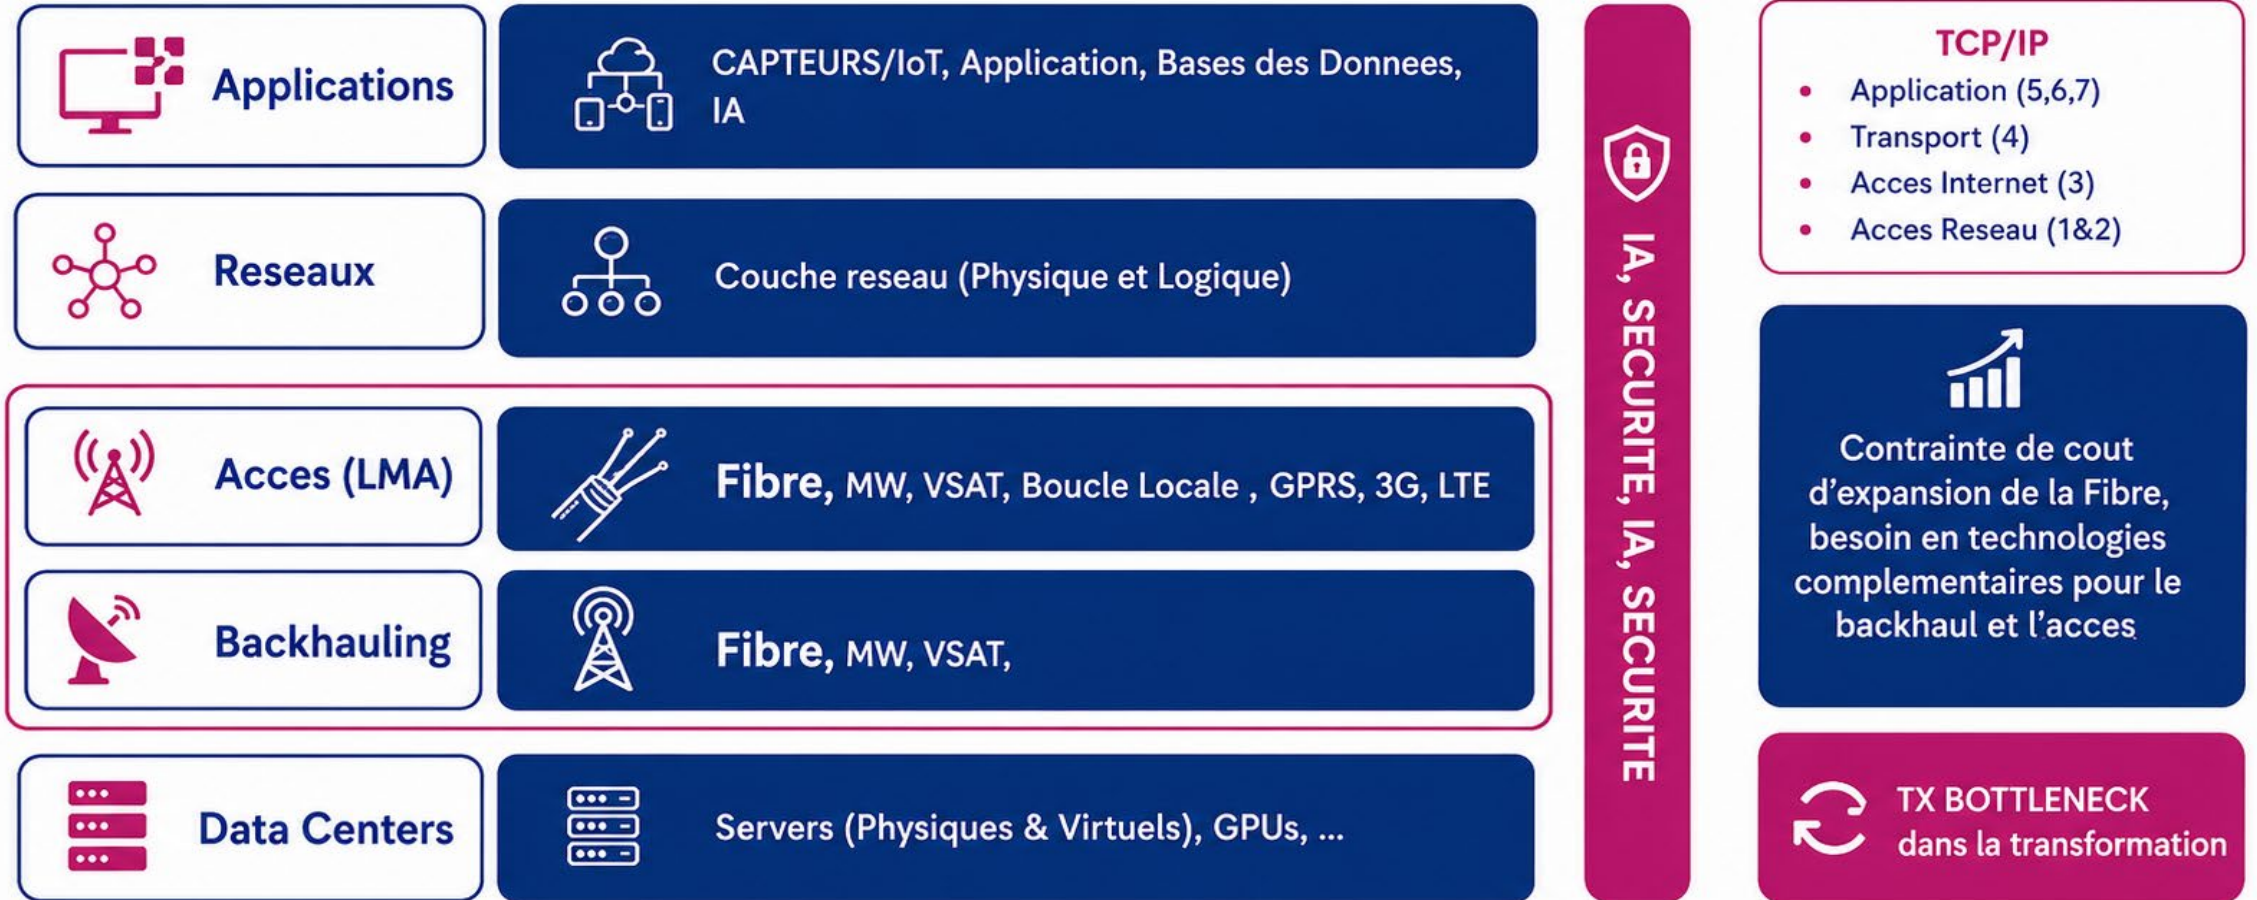 Applications
CAPTEURS/IoT, Application, Bases des Donnees,
IA
Reseaux
Couche reseau (Physique et Logique)
Acces (LMA)
Fibre, MW, VSAT, Boucle Locale , GPRS, 3G, LTE
Backhauling
Fibre, MW, VSAT,
Data Centers
Servers (Physiques & Virtuels), GPUs, ...
IA, SECURITE, IA, SECURITE
TCP/IP
• Application (5,6,7)
• Transport (4)
• Acces Internet (3)
• Acces Reseau (1&2)
Contrainte de cout
d’expansion de la Fibre,
besoin en technologies
complementaires pour le
backhaul et l’acces
TX BOTTLENECK
dans la transformation